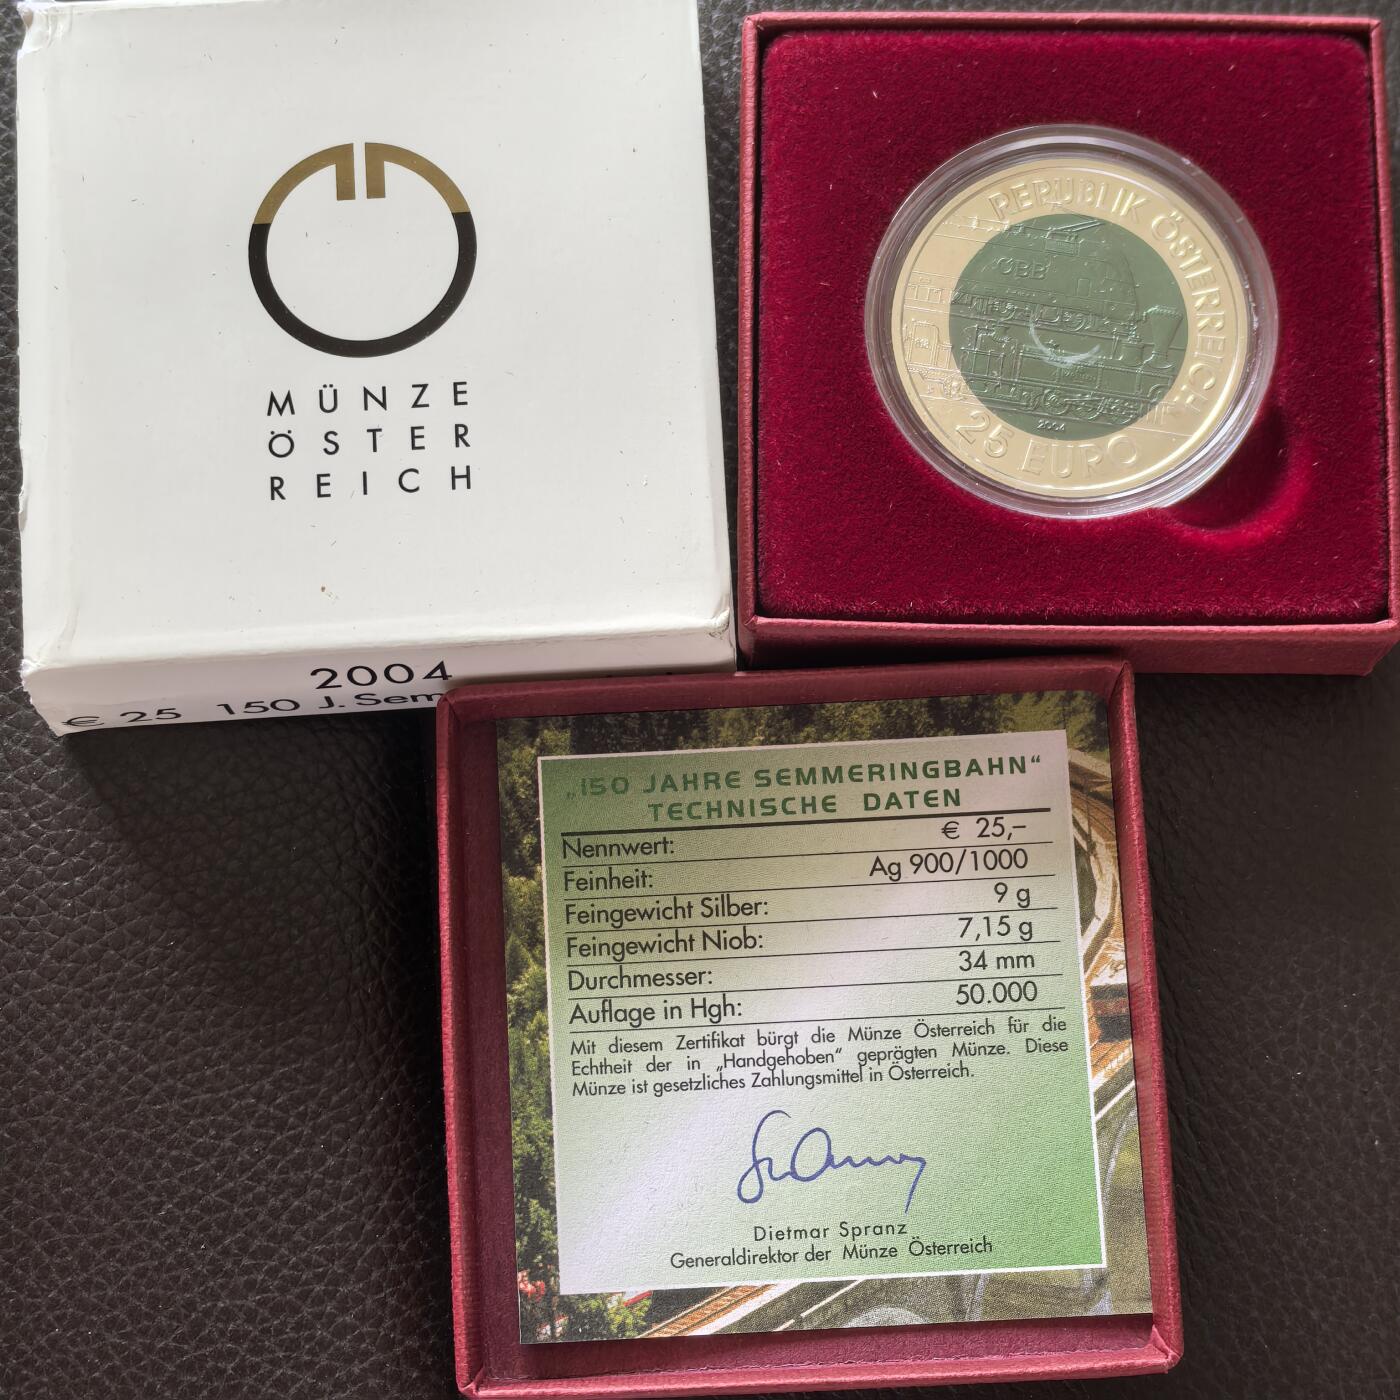 MÜNZE
ÖSTER
REICH
2004
€ 25 150 J. Sem
REPUBLIK ÖSTERREICH
ÖBB
2004
25 EURO
„150 JAHRE SEMMERINGBAHN“
TECHNISCHE DATEN
Nennwert: € 25,–
Feinheit: Ag 900/1000
Feingewicht Silber: 9 g
Feingewicht Niob: 7,15 g
Durchmesser: 34 mm
Auflage in Hgh: 50.000
Mit diesem Zertifikat bürgt die Münze Österreich für die
Echtheit der in „Handgehoben“ geprägten Münze. Diese
Münze ist gesetzliches Zahlungsmittel in Österreich.
Dietmar Spranz
Generaldirektor der Münze Österreich